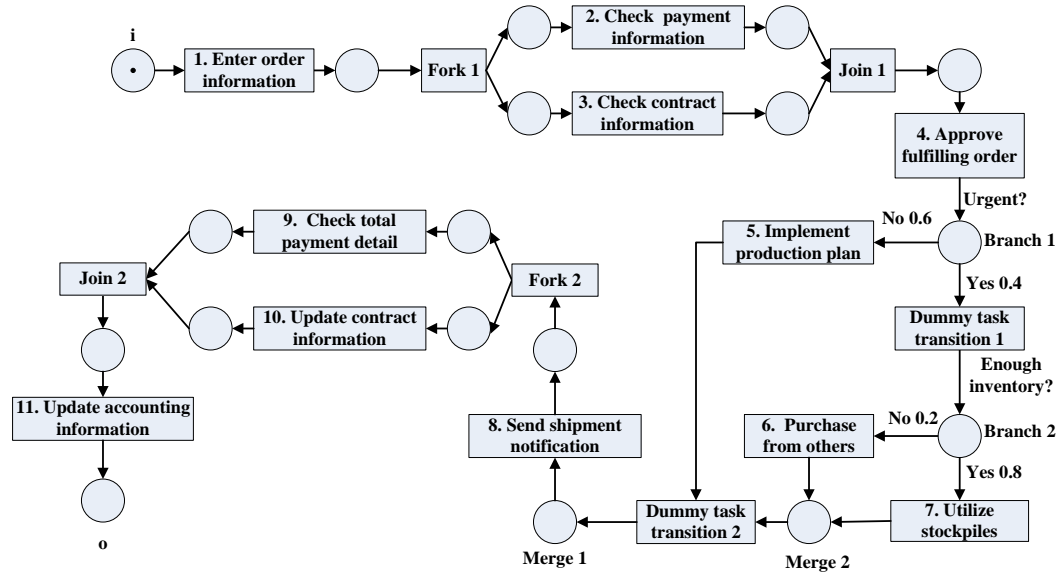 i
1. Enter order
information
Fork 1
2. Check payment
information
3. Check contract
information
Join 1
4. Approve
fulfilling order
Urgent?
No 0.6
Branch 1
5. Implement
production plan
Yes 0.4
Dummy task
transition 1
Enough
inventory?
No 0.2
Branch 2
6. Purchase
from others
Yes 0.8
7. Utilize
stockpiles
Merge 2
Dummy task
transition 2
Merge 1
8. Send shipment
notification
Fork 2
9. Check total
payment detail
10. Update contract
information
Join 2
11. Update accounting
information
o